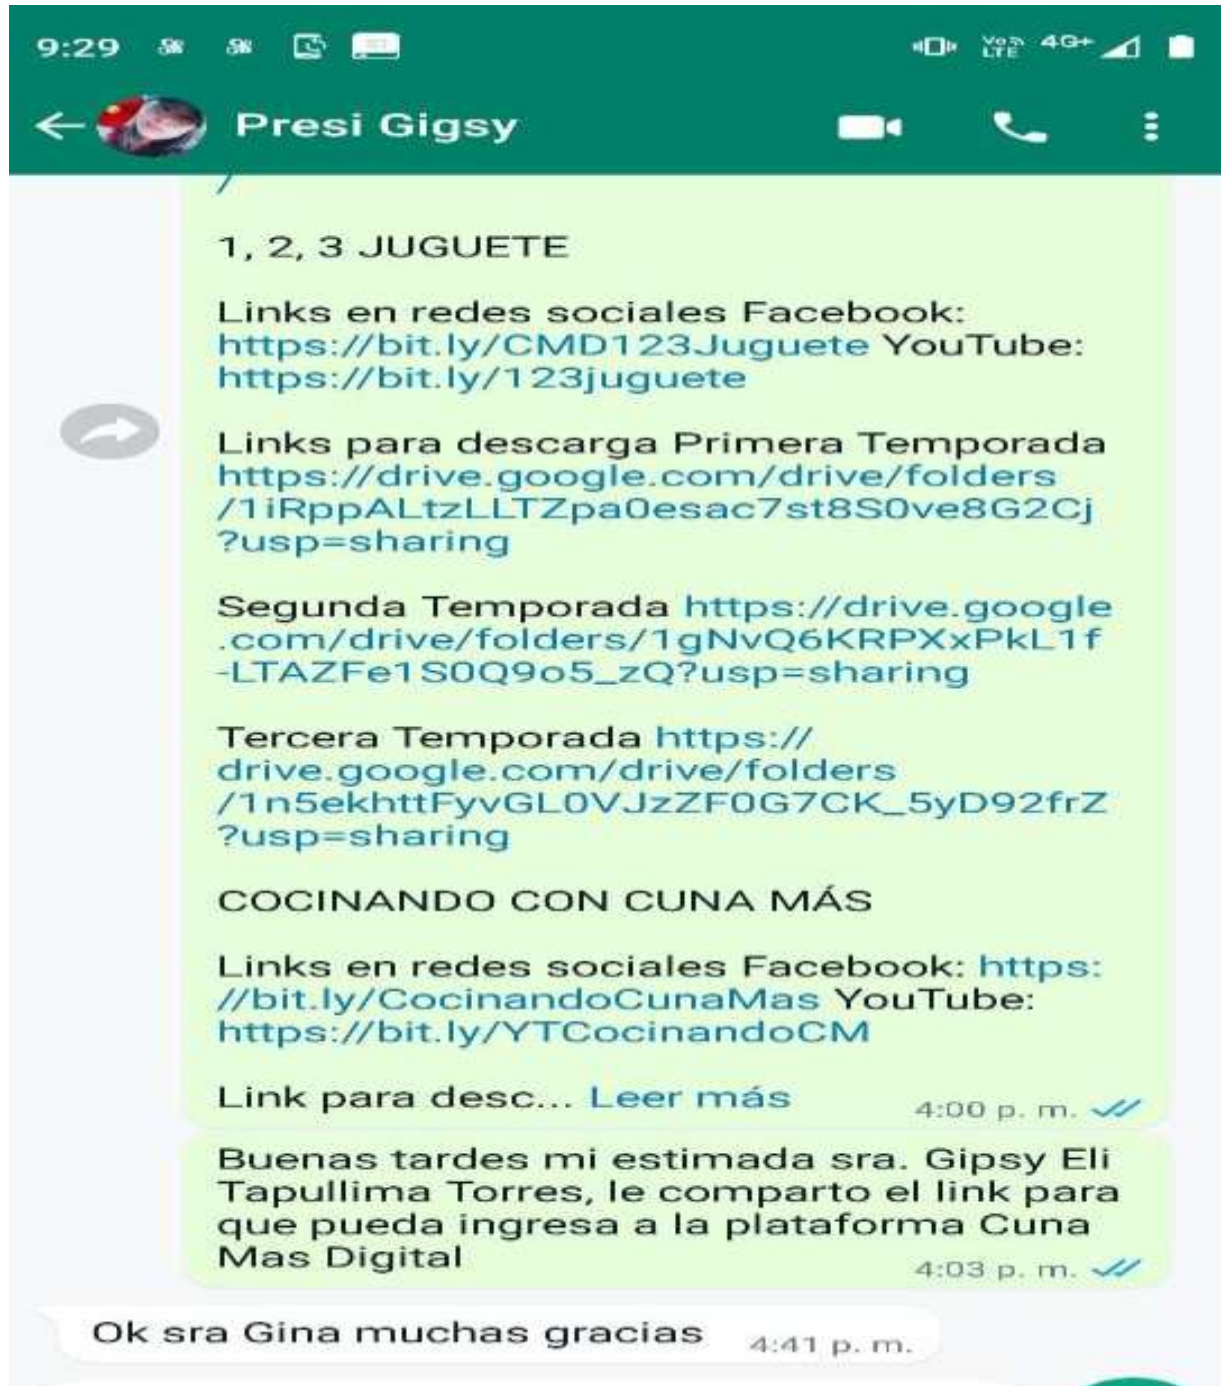 9:29
Vo)) LTE 4G+
Presi Gigsy
/
1, 2, 3 JUGUETE
Links en redes sociales Facebook:
https://bit.ly/CMD123Juguete YouTube:
https://bit.ly/123juguete
Links para descarga Primera Temporada
https://drive.google.com/drive/folders
/1iRppALtzLLTZpa0esac7st8S0ve8G2Cj
?usp=sharing
Segunda Temporada https://drive.google
.com/drive/folders/1gNvQ6KRPXxPkL1f
-LTAZFe1S0Q9o5_zQ?usp=sharing
Tercera Temporada https://
drive.google.com/drive/folders
/1n5ekhttFyvGL0VJzZF0G7CK_5yD92frZ
?usp=sharing
COCINANDO CON CUNA MÁS
Links en redes sociales Facebook: https:
//bit.ly/CocinandoCunaMas YouTube:
https://bit.ly/YTCocinandoCM
Link para desc... Leer más
4:00 p. m.
Buenas tardes mi estimada sra. Gipsy Eli
Tapullima Torres, le comparto el link para
que pueda ingresa a la plataforma Cuna
Mas Digital
4:03 p. m.
Ok sra Gina muchas gracias
4:41 p. m.